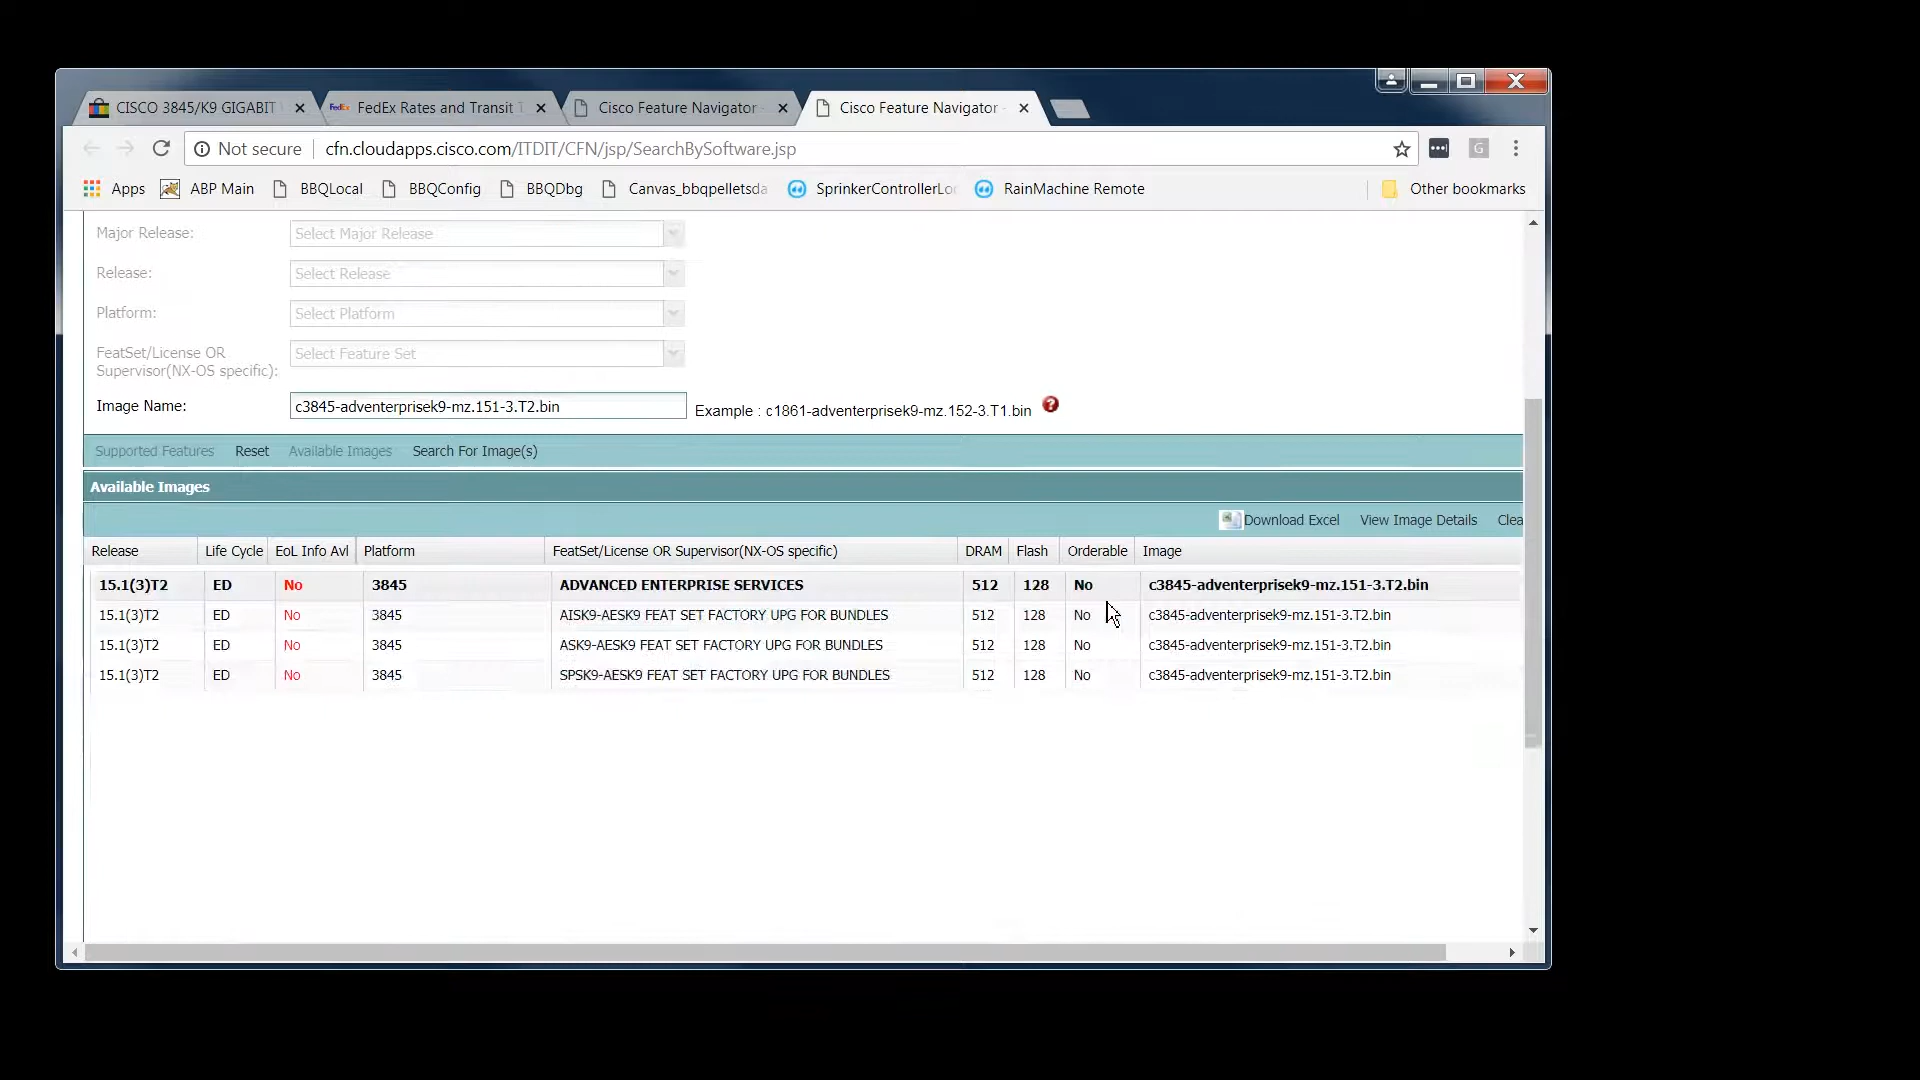 CISCO 3845/K9 GIGABIT
FedEx FedEx Rates and Transit T
Cisco Feature Navigator
Cisco Feature Navigator
Not secure cfn.cloudapps.cisco.com/ITDIT/CFN/jsp/SearchBySoftware.jsp
G
Apps ABP Main BBQLocal BBQConfig BBQDbg Canvas_bbqpelletsda SprinkerControllerLo RainMachine Remote Other bookmarks
Major Release: Select Major Release
Release: Select Release
Platform: Select Platform
FeatSet/License OR Select Feature Set
Supervisor(NX-OS specific):
Image Name: c3845-adventerprisek9-mz.151-3.T2.bin Example : c1861-adventerprisek9-mz.152-3.T1.bin ?
Supported Features Reset Available Images Search For Image(s)
Available Images
Download Excel View Image Details Clea
Release Life Cycle EoL Info Avl Platform FeatSet/License OR Supervisor(NX-OS specific) DRAM Flash Orderable Image
15.1(3)T2 ED No 3845 ADVANCED ENTERPRISE SERVICES 512 128 No c3845-adventerprisek9-mz.151-3.T2.bin
15.1(3)T2 ED No 3845 AISK9-AESK9 FEAT SET FACTORY UPG FOR BUNDLES 512 128 No c3845-adventerprisek9-mz.151-3.T2.bin
15.1(3)T2 ED No 3845 ASK9-AESK9 FEAT SET FACTORY UPG FOR BUNDLES 512 128 No c3845-adventerprisek9-mz.151-3.T2.bin
15.1(3)T2 ED No 3845 SPSK9-AESK9 FEAT SET FACTORY UPG FOR BUNDLES 512 128 No c3845-adventerprisek9-mz.151-3.T2.bin